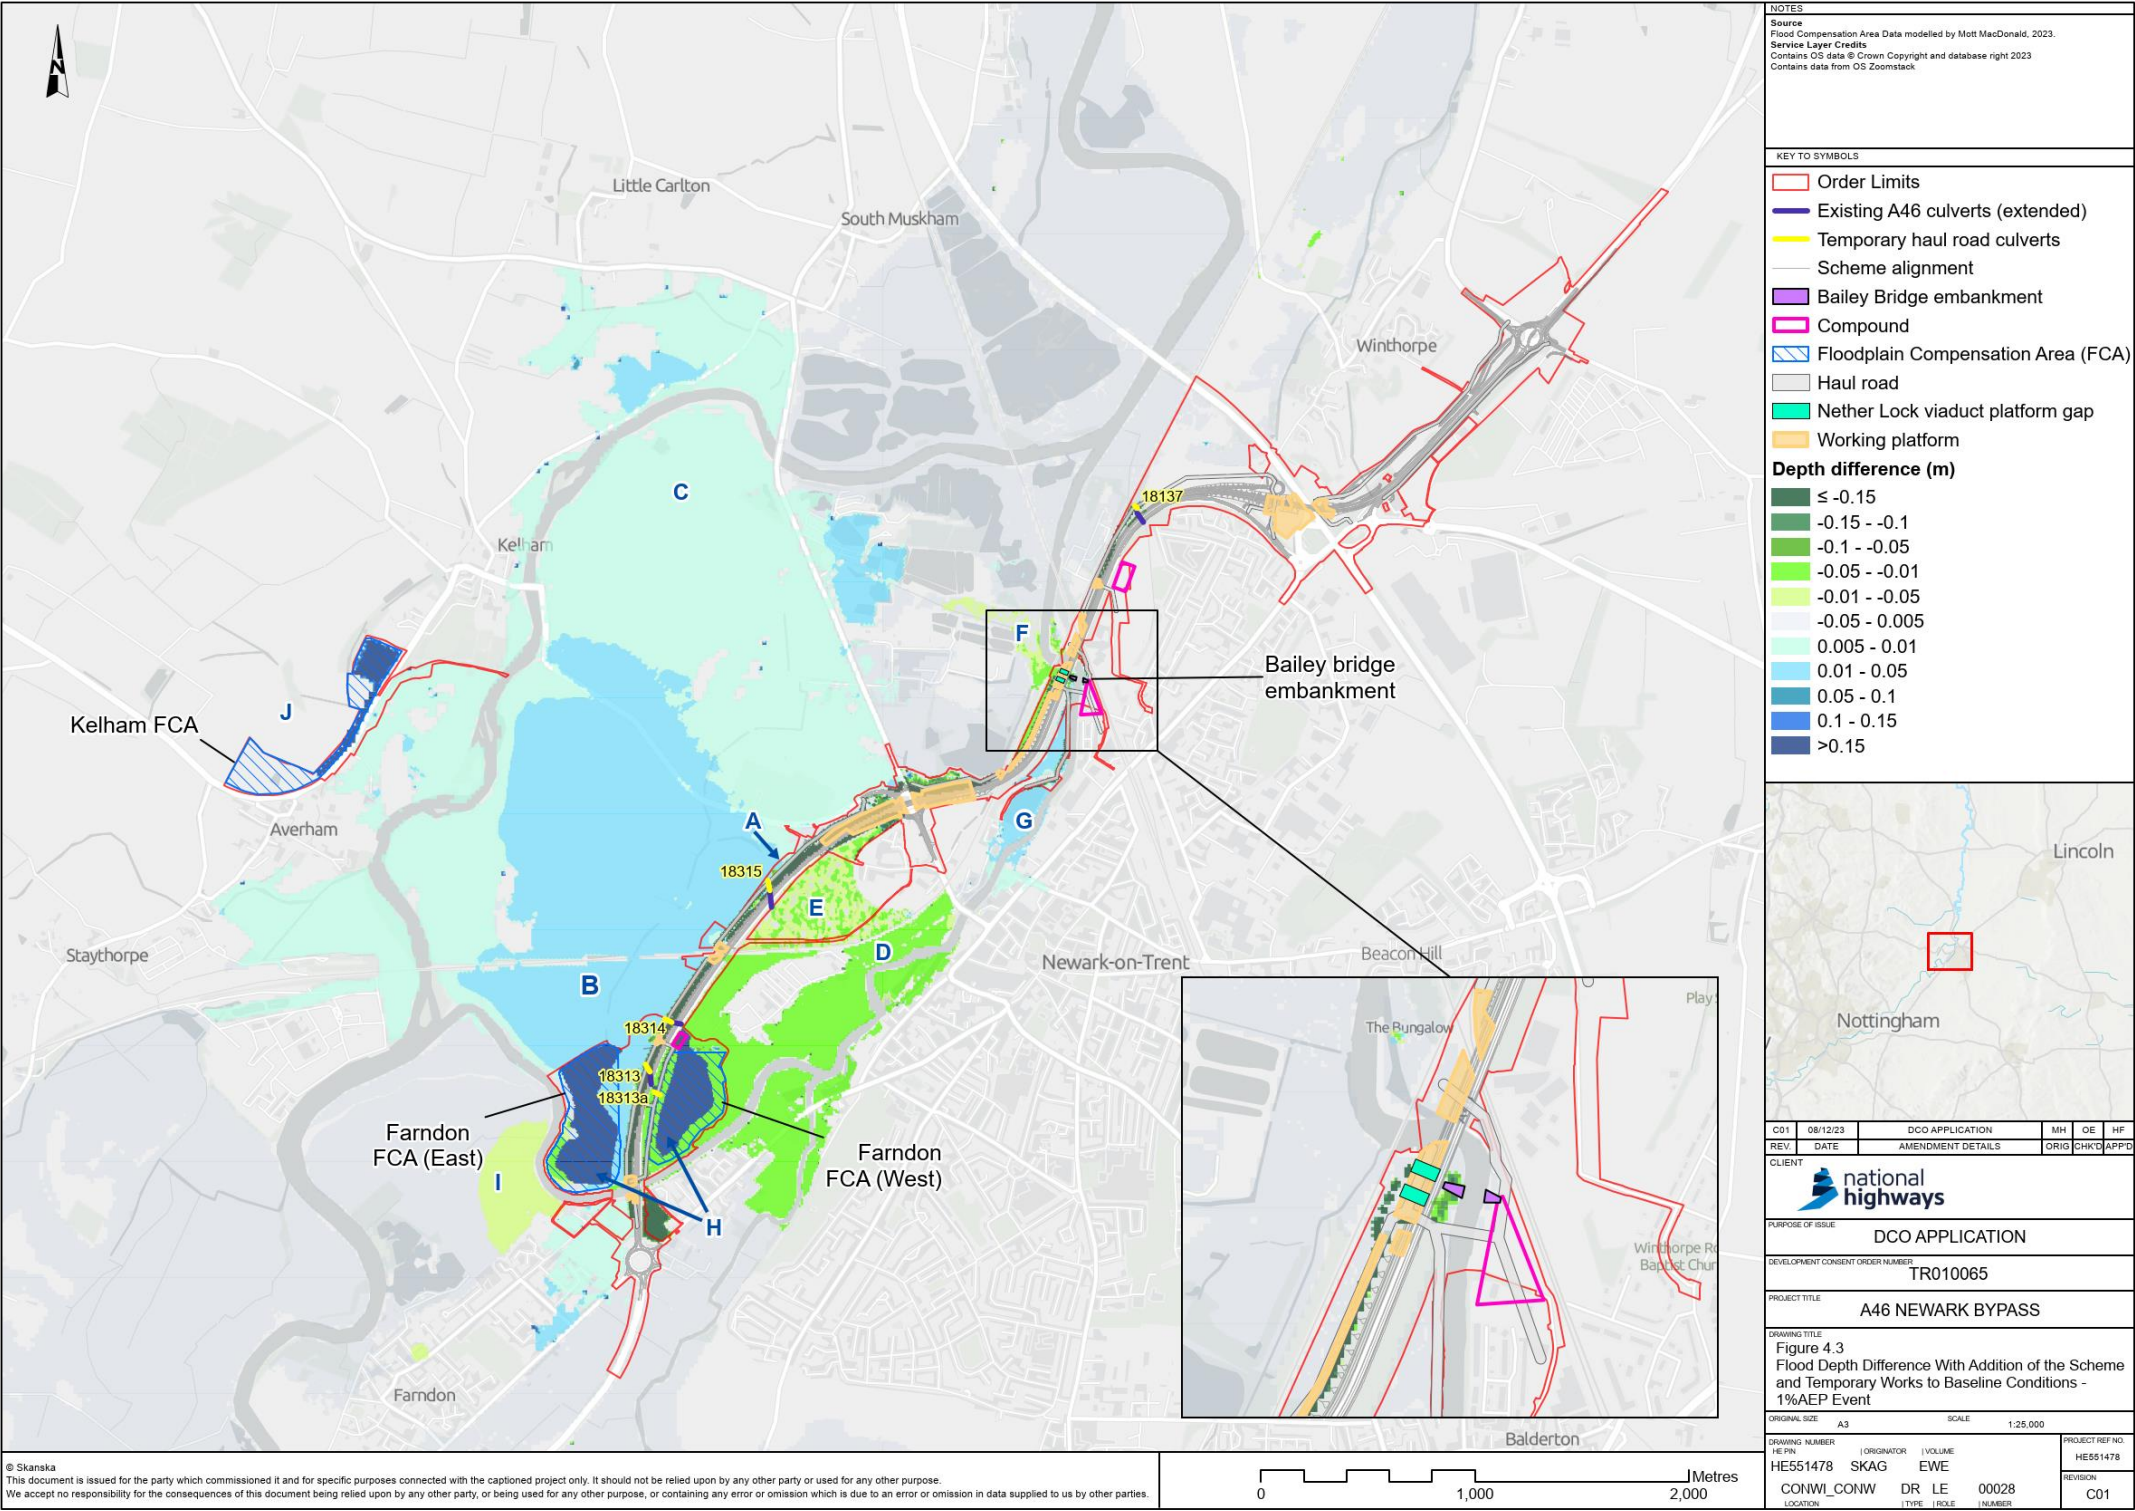 N
Little Carlton
South Muskham
Winthorpe
C
18137
Kelham
F
Bailey bridge
embankment
J
Kelham FCA
Averham
A
G
18315
E
D
Staythorpe
Newark-on-Trent
Beacon Hill
B
18314
18313
18313a
Farndon
FCA (East)
Farndon
FCA (West)
I
H
Farndon
The Bungalow
Winthorpe
Balderton
NOTES
Source
Flood Compensation Area Data modelled by Mott MacDonald, 2023.
Service Layer Credits
Contains OS data © Crown Copyright and database right 2023
Contains data from OS Zoomstack
KEY TO SYMBOLS
Order Limits
Existing A46 culverts (extended)
Temporary haul road culverts
Scheme alignment
Bailey Bridge embankment
Compound
Floodplain Compensation Area (FCA)
Haul road
Nether Lock viaduct platform gap
Working platform
Depth difference (m)
≤ -0.15
-0.15 - -0.1
-0.1 - -0.05
-0.05 - -0.01
-0.01 - -0.05
-0.05 - 0.005
0.005 - 0.01
0.01 - 0.05
0.05 - 0.1
0.1 - 0.15
>0.15
Lincoln
Nottingham
C01 08/12/23 DCO APPLICATION MH OE HF
REV. DATE AMENDMENT DETAILS ORIG CHK'D APP'D
CLIENT
national
highways
PURPOSE OF ISSUE
DCO APPLICATION
DEVELOPMENT CONSENT ORDER NUMBER
TR010065
PROJECT TITLE
A46 NEWARK BYPASS
DRAWING TITLE
Figure 4.3
Flood Depth Difference With Addition of the Scheme
and Temporary Works to Baseline Conditions -
1%AEP Event
ORIGINAL SIZE A3 SCALE 1:25,000
DRAWING NUMBER
HE PIN | ORIGINATOR | VOLUME
HE551478 SKAG EWE
CONWI_CONW DR LE 00028
LOCATION | TYPE | ROLE | NUMBER
PROJECT REF NO.
HE551478
REVISION
C01
© Skanska
This document is issued for the party which commissioned it and for specific purposes connected with the captioned project only. It should not be relied upon by any other party or used for any other purpose.
We accept no responsibility for the consequences of this document being relied upon by any other party, or being used for any other purpose, or containing any error or omission which is due to an error or omission in data supplied to us by other parties.
Metres
0 1,000 2,000